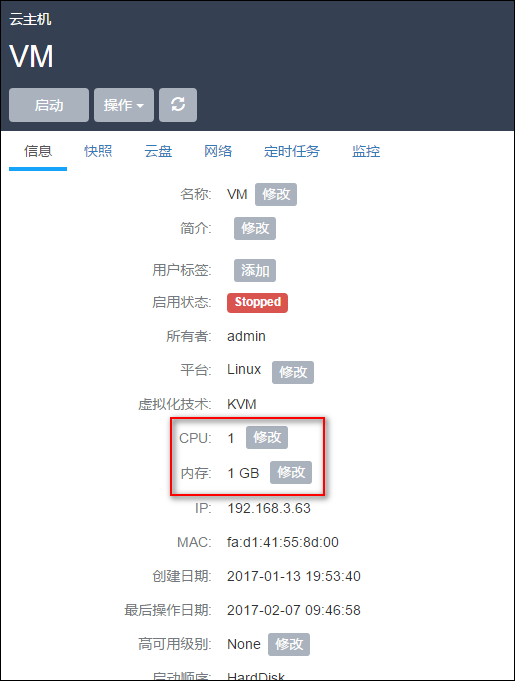 云主机
VM
启动 操作
信息 快照 云盘 网络 定时任务 监控
名称: VM 修改
简介: 修改
用户标签: 添加
启用状态: Stopped
所有者: admin
平台: Linux 修改
虚拟化技术: KVM
CPU: 1 修改
内存: 1 GB 修改
IP: 192.168.3.63
MAC: fa:d1:41:55:8d:00
创建日期: 2017-01-13 19:53:40
最后操作日期: 2017-02-07 09:46:58
高可用级别: None 修改
启动顺序: HardDisk